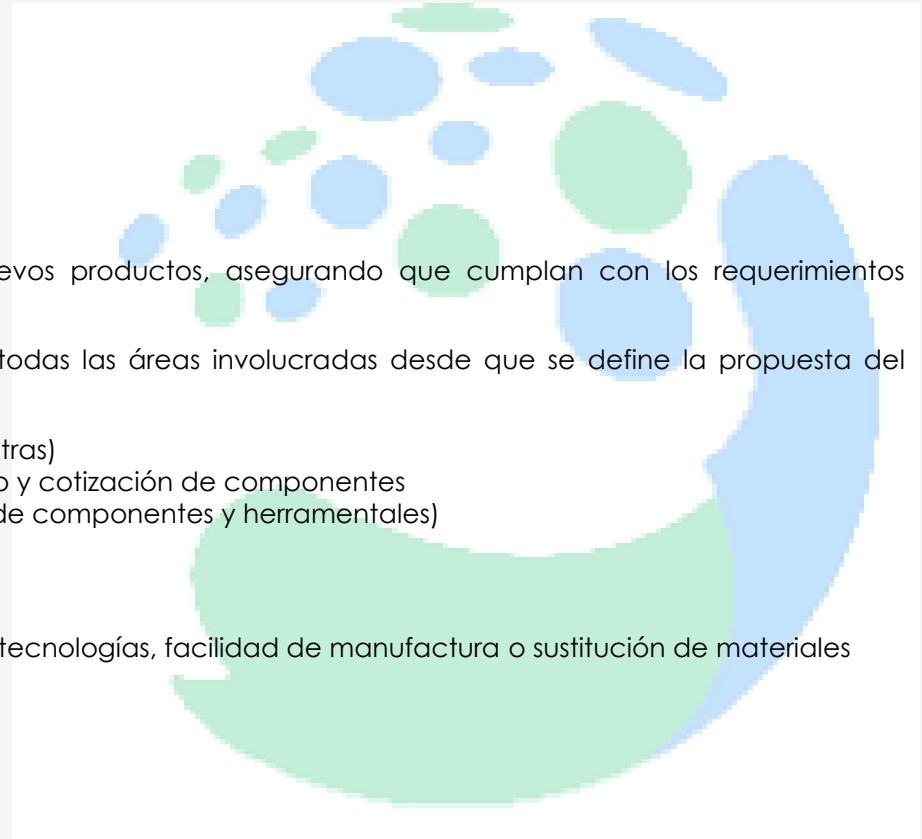 evos productos, asegurando que cumplan con los requerimientos
todas las áreas involucradas desde que se define la propuesta del
tras)
o y cotización de componentes
de componentes y herramentales)
tecnologías, facilidad de manufactura o sustitución de materiales